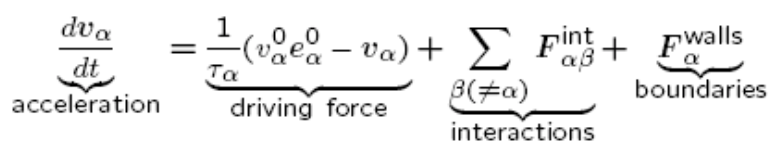 dv_α/dt = 1/τ_α (v_α^0 e_α^0 − v_α) + ∑_{β(≠α)} F_{αβ}^{int} + F_α^{walls}
acceleration driving force interactions boundaries